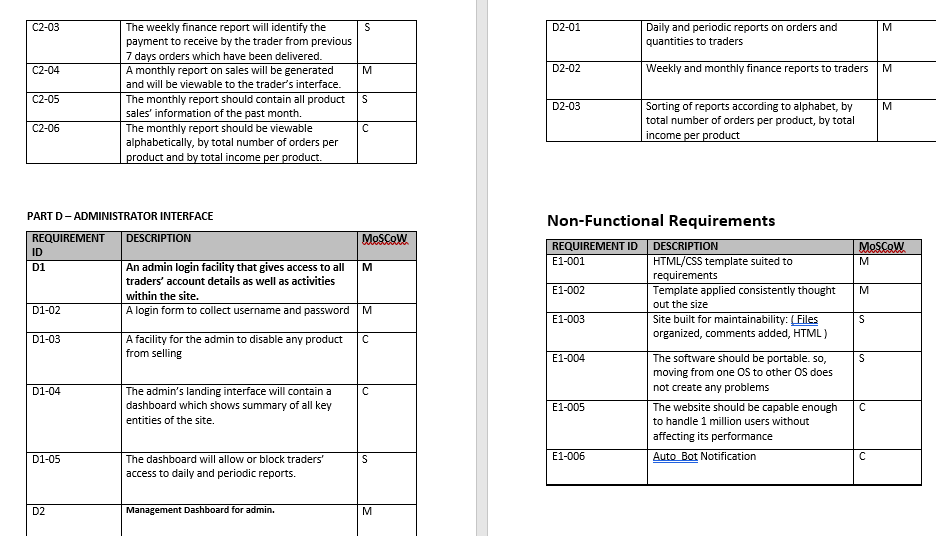 C2-03 The weekly finance report will identify the S
payment to receive by the trader from previous
7 days orders which have been delivered.
C2-04 A monthly report on sales will be generated M
and will be viewable to the trader's interface.
C2-05 The monthly report should contain all product S
sales' information of the past month.
C2-06 The monthly report should be viewable C
alphabetically, by total number of orders per
product and by total income per product.
PART D – ADMINISTRATOR INTERFACE
REQUIREMENT DESCRIPTION MoSCoW
ID
D1 An admin login facility that gives access to all M
traders' account details as well as activities
within the site.
D1-02 A login form to collect username and password M
D1-03 A facility for the admin to disable any product C
from selling
D1-04 The admin's landing interface will contain a C
dashboard which shows summary of all key
entities of the site.
D1-05 The dashboard will allow or block traders' S
access to daily and periodic reports.
D2 Management Dashboard for admin. M
D2-01 Daily and periodic reports on orders and M
quantities to traders
D2-02 Weekly and monthly finance reports to traders M
D2-03 Sorting of reports according to alphabet, by M
total number of orders per product, by total
income per product
Non-Functional Requirements
REQUIREMENT ID DESCRIPTION MoSCoW
E1-001 HTML/CSS template suited to M
requirements
E1-002 Template applied consistently thought M
out the size
E1-003 Site built for maintainability: ( Files S
organized, comments added, HTML )
E1-004 The software should be portable. so, S
moving from one OS to other OS does
not create any problems
E1-005 The website should be capable enough C
to handle 1 million users without
affecting its performance
E1-006 Auto Bot Notification C